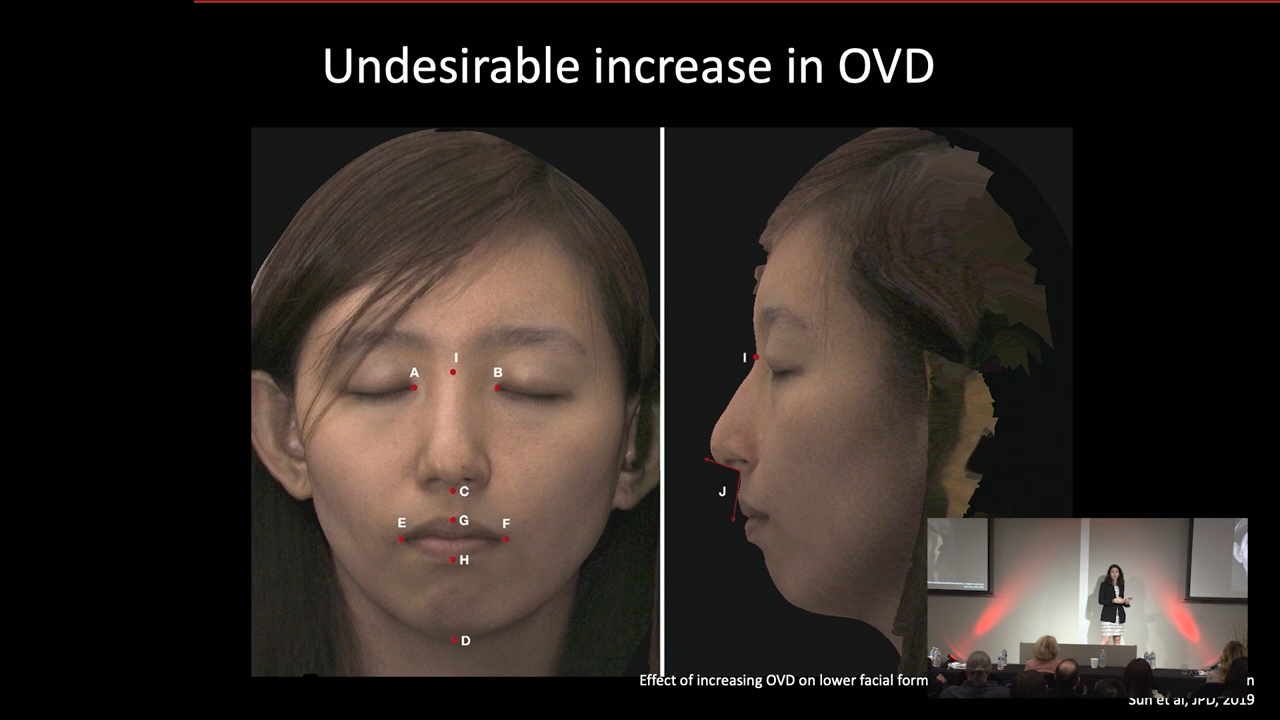 Undesirable increase in OVD
I
A
B
C
G
E
F
H
D
I
J
Effect of increasing OVD on lower facial form n
Sun et al, JPD, 2019